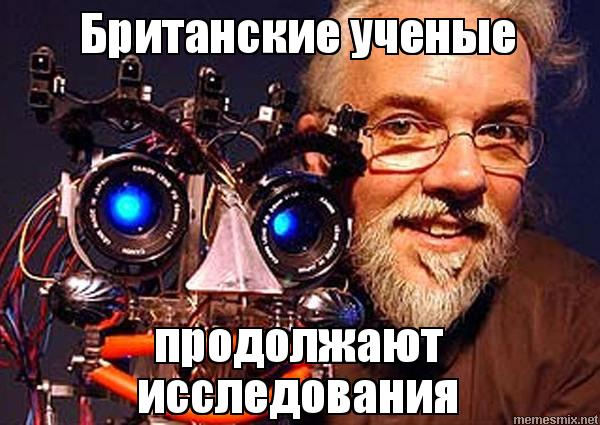 Британские ученые
продолжают
исследования
memesmix.net